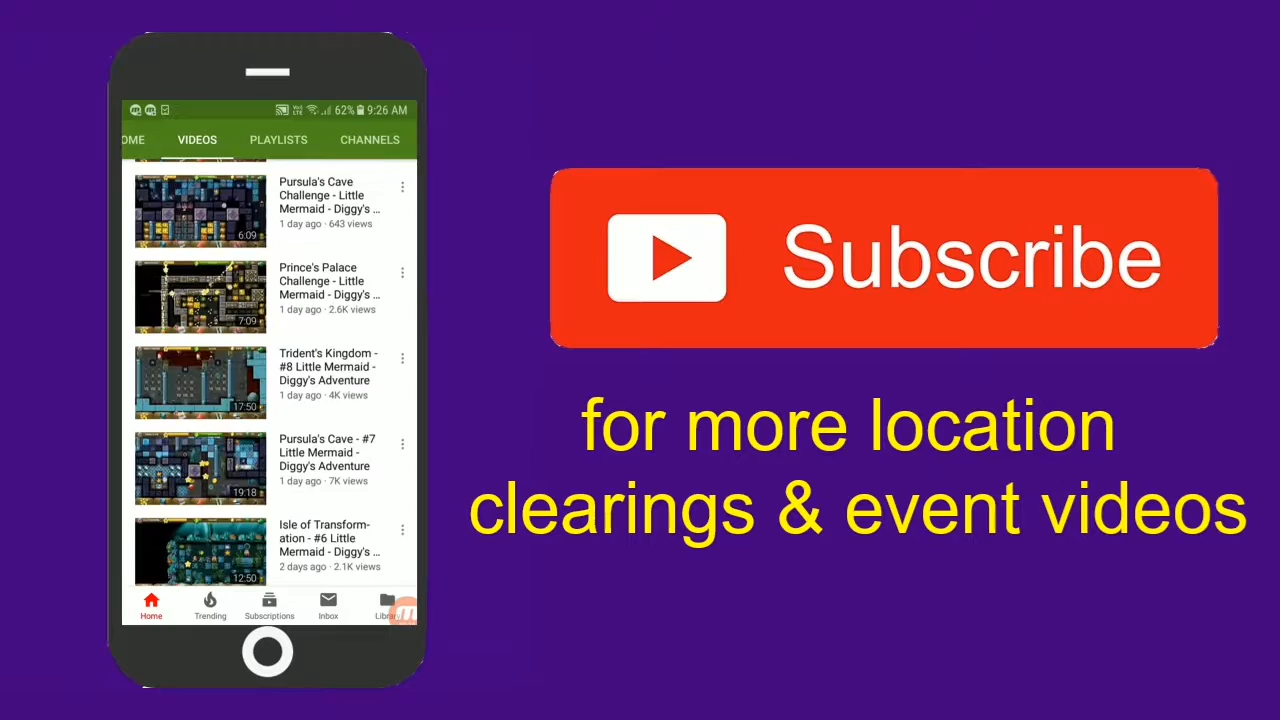 62% 9:26 AM
OME VIDEOS PLAYLISTS CHANNELS
Pursula's Cave
Challenge - Little
Mermaid - Diggy's ...
1 day ago · 643 views
6:09
Prince's Palace
Challenge - Little
Mermaid - Diggy's ...
1 day ago · 2.6K views
7:09
Trident's Kingdom -
#8 Little Mermaid -
Diggy's Adventure
1 day ago · 4K views
17:50
Pursula's Cave - #7
Little Mermaid -
Diggy's Adventure
1 day ago · 7K views
19:18
Isle of Transform-
ation - #6 Little
Mermaid - Diggy's ...
2 days ago · 2.1K views
12:50
Home Trending Subscriptions Inbox Library
Subscribe
for more location
clearings & event videos